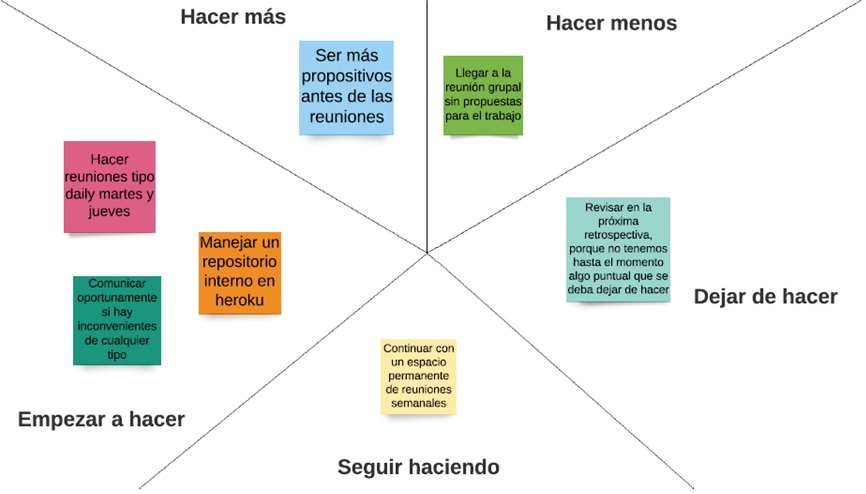 Hacer más
Ser más
propositivos
antes de las
reuniones
Hacer menos
Llegar a la
reunión grupal
sin propuestas
para el trabajo
Hacer
reuniones tipo
daily martes y
jueves
Manejar un
repositorio
interno en
heroku
Comunicar
oportunamente
si hay
inconvenientes
de cualquier
tipo
Empezar a hacer
Revisar en la
próxima
retrospectiva,
porque no tenemos
hasta el momento
algo puntual que se
deba dejar de hacer
Dejar de hacer
Continuar con
un espacio
permanente
de reuniones
semanales
Seguir haciendo